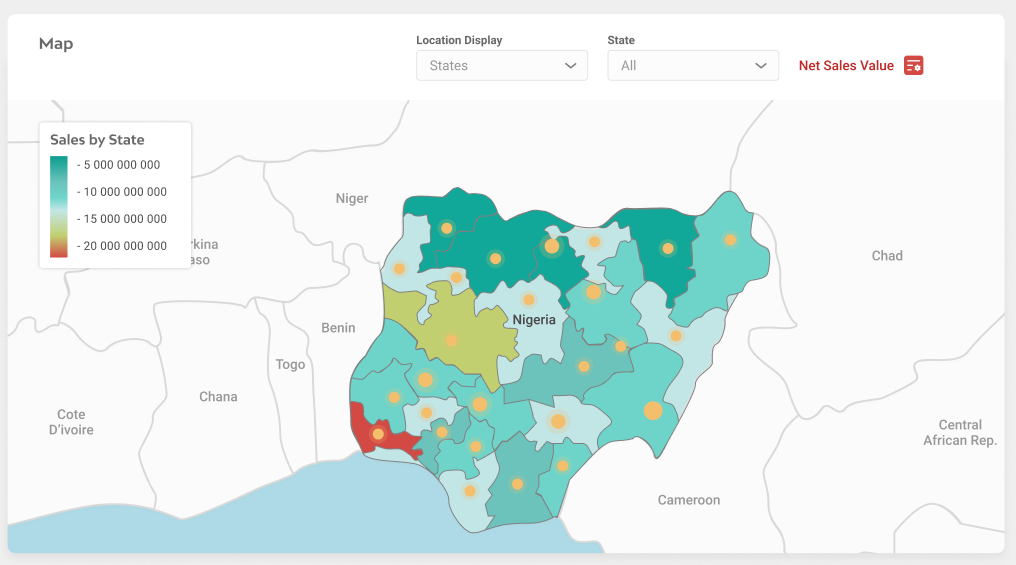 Map
Location Display
States
State
All
Net Sales Value
Sales by State
- 5 000 000 000
- 10 000 000 000
- 15 000 000 000
- 20 000 000 000
Niger
rkina
aso
Chad
Nigeria
Benin
Togo
Chana
Cote
D'ivoire
Central
African Rep.
Cameroon